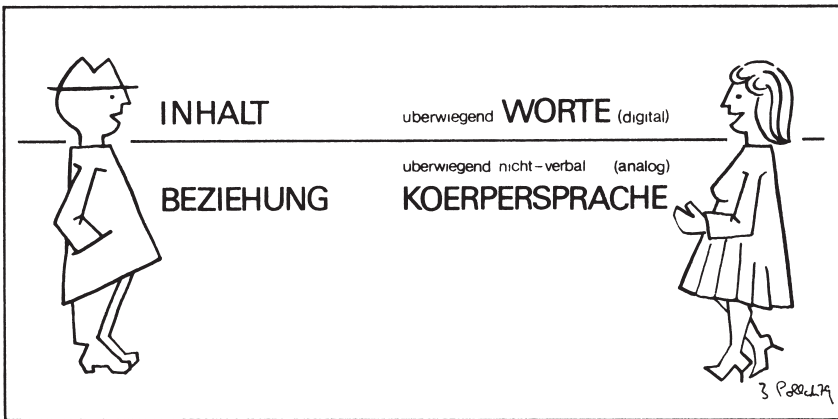 INHALT uberwiegend WORTE (digital)
uberwiegend nicht-verbal (analog)
BEZIEHUNG KOERPERSPRACHE